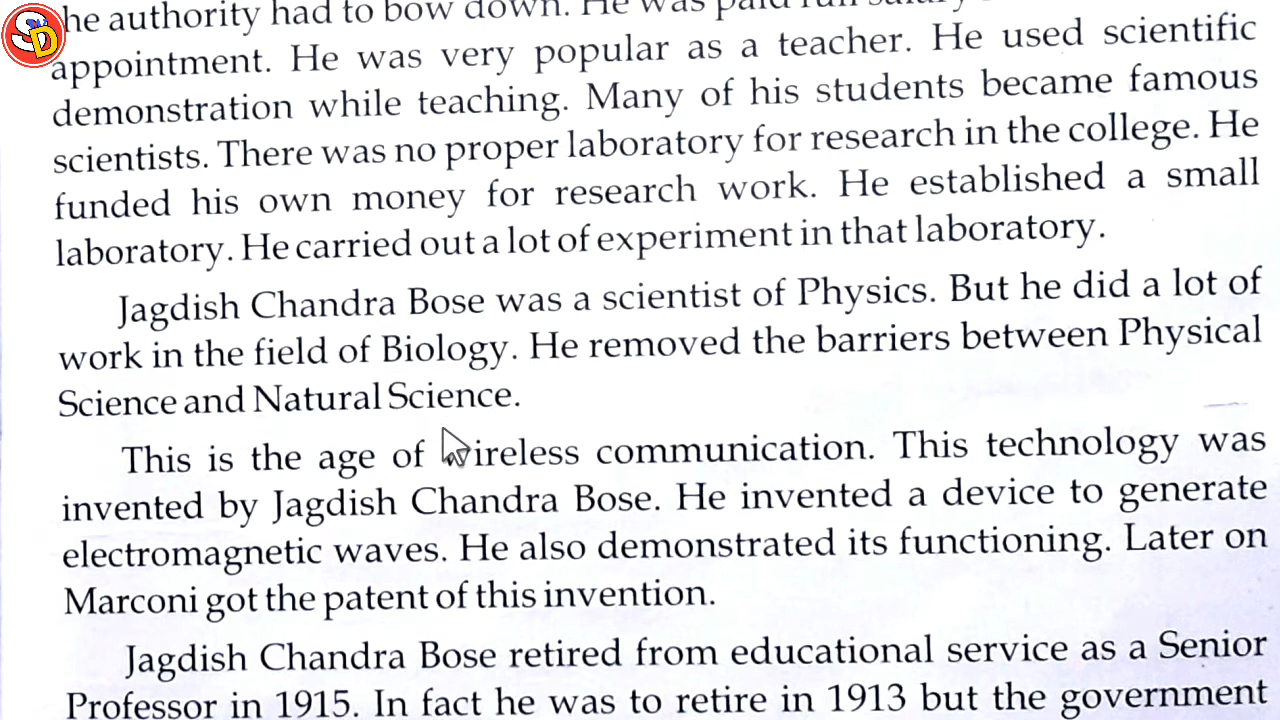 SD
he authority had to bow down. He was paid full
appointment. He was very popular as a teacher. He used scientific
demonstration while teaching. Many of his students became famous
scientists. There was no proper laboratory for research in the college. He
funded his own money for research work. He established a small
laboratory. He carried out a lot of experiment in that laboratory.
Jagdish Chandra Bose was a scientist of Physics. But he did a lot of
work in the field of Biology. He removed the barriers between Physical
Science and Natural Science.
This is the age of wireless communication. This technology was
invented by Jagdish Chandra Bose. He invented a device to generate
electromagnetic waves. He also demonstrated its functioning. Later on
Marconi got the patent of this invention.
Jagdish Chandra Bose retired from educational service as a Senior
Professor in 1915. In fact he was to retire in 1913 but the government